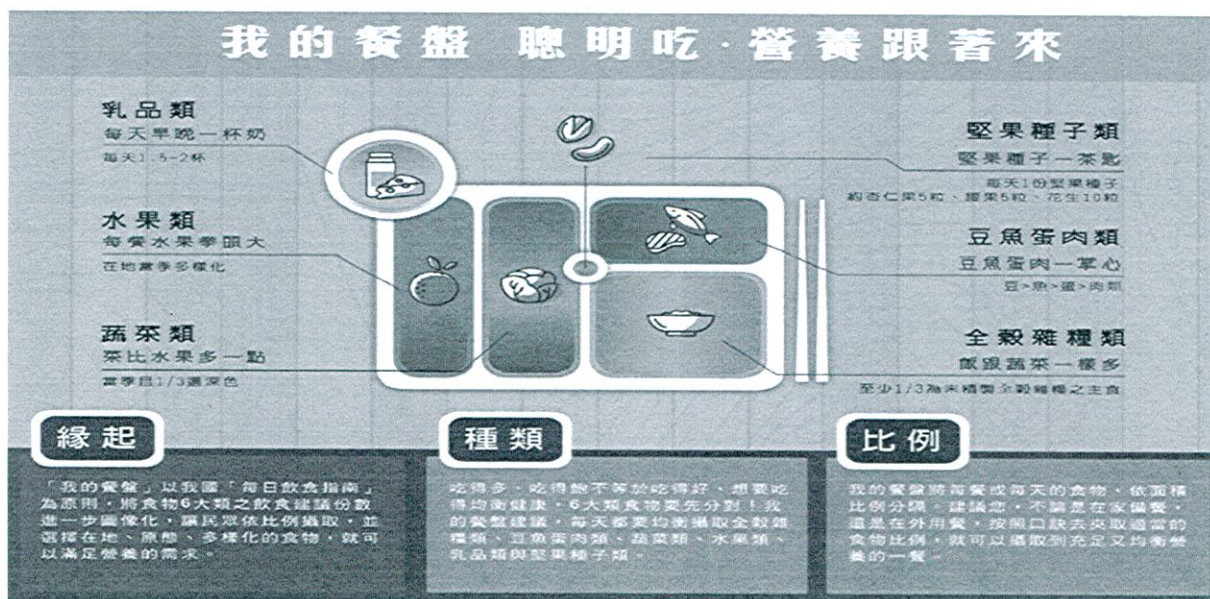 我的餐盤 聰明吃·營養跟著來
乳品類
每天早晚一杯奶
每天1.5-2杯
水果類
每餐水果拳頭大
在地當季多樣化
蔬菜類
菜比水果多一點
當季且1/3選深色
堅果種子類
堅果種子一茶匙
每天1份堅果種子
約杏仁果5粒、腰果5粒、花生10粒
豆魚蛋肉類
豆魚蛋肉一掌心
豆>魚>蛋>肉類
全穀雜糧類
飯跟蔬菜一樣多
至少1/3為未精製全穀雜糧之主食
緣起
「我的餐盤」以我國「每日飲食指南」
為原則，將食物6大類之飲食建議份數
進一步圖像化，讓民眾依比例攝取，並
選擇在地、原態、多樣化的食物，就可
以滿足營養的需求。
種類
吃得多、吃得飽不等於吃得好、想要吃
得均衡健康，6大類食物要先分對！我
的餐盤建議，每天都要均衡攝取全穀雜
糧類、豆魚蛋肉類、蔬菜類、水果類、
乳品類與堅果種子類。
比例
我的餐盤將每餐或每天的食物，依面積
比例分隔。建議您，不論是在家備餐，
還是在外用餐，按照口訣去夾取適當的
食物比例，就可以攝取到充足又均衡營
養的一餐。